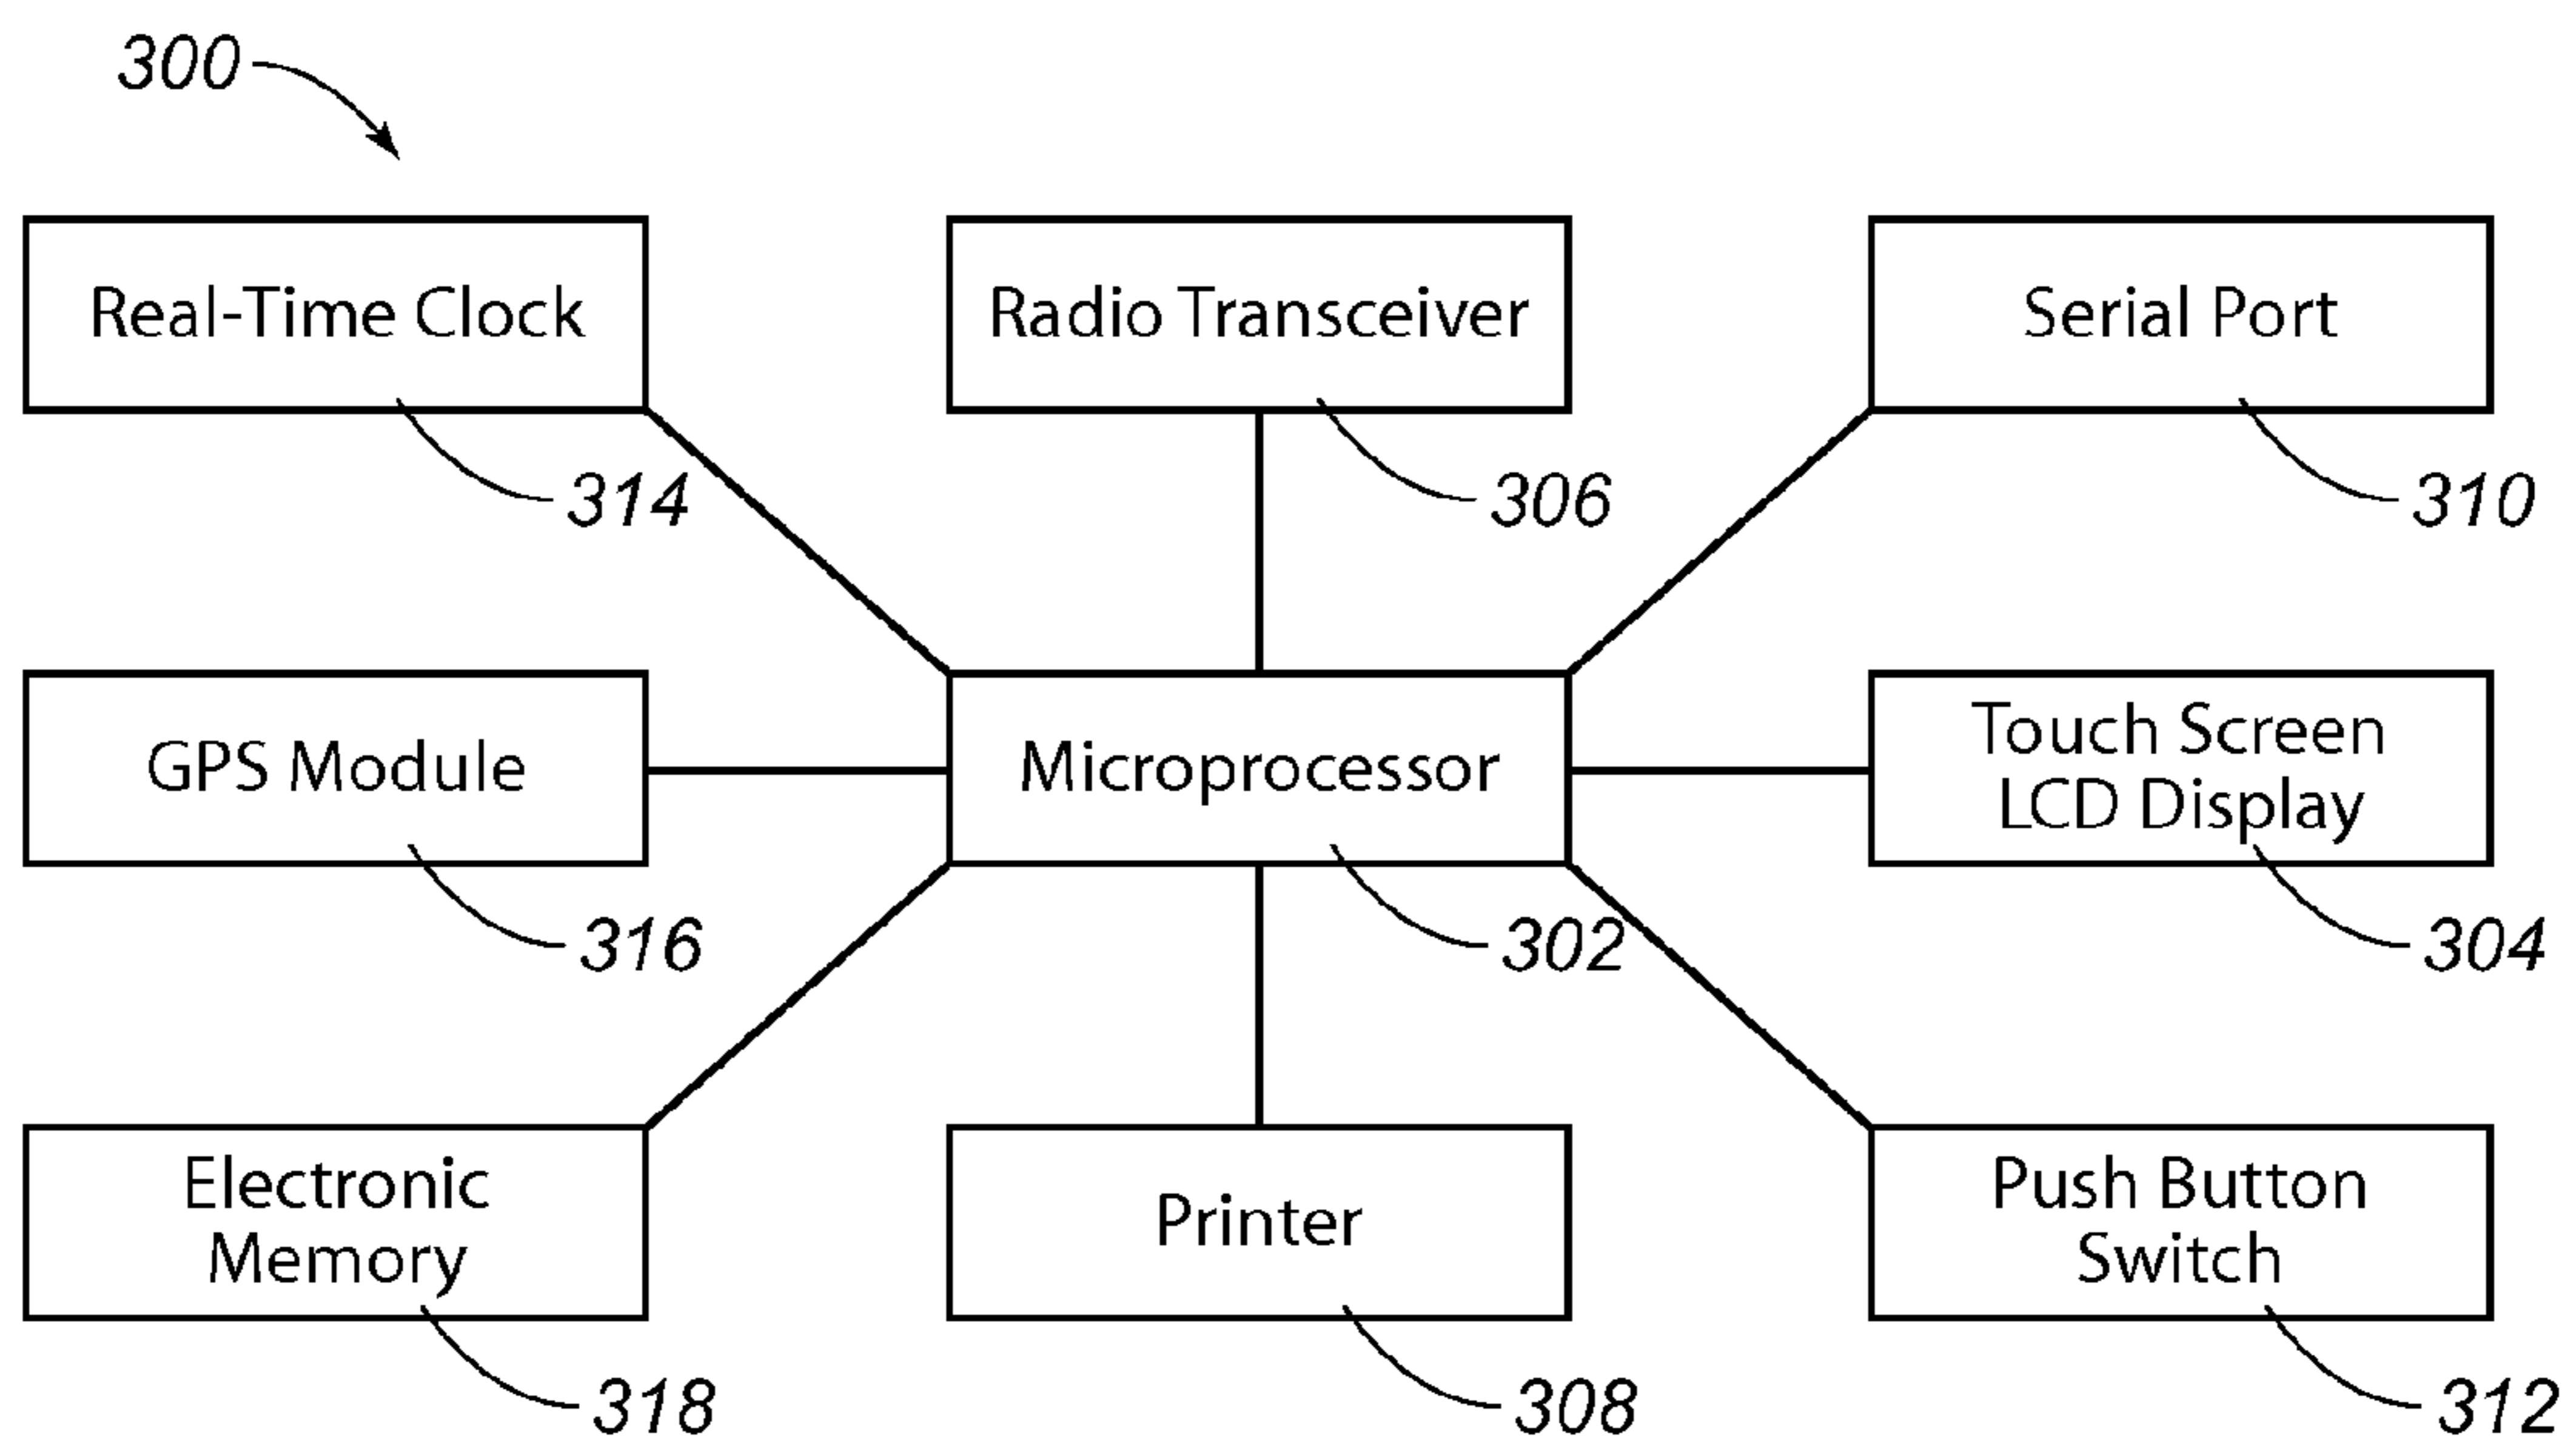 300
Real-Time Clock
Radio Transceiver
Serial Port
314
306
310
GPS Module
Microprocessor
Touch Screen
LCD Display
316
302
304
Electronic
Memory
Printer
Push Button
Switch
318
308
312